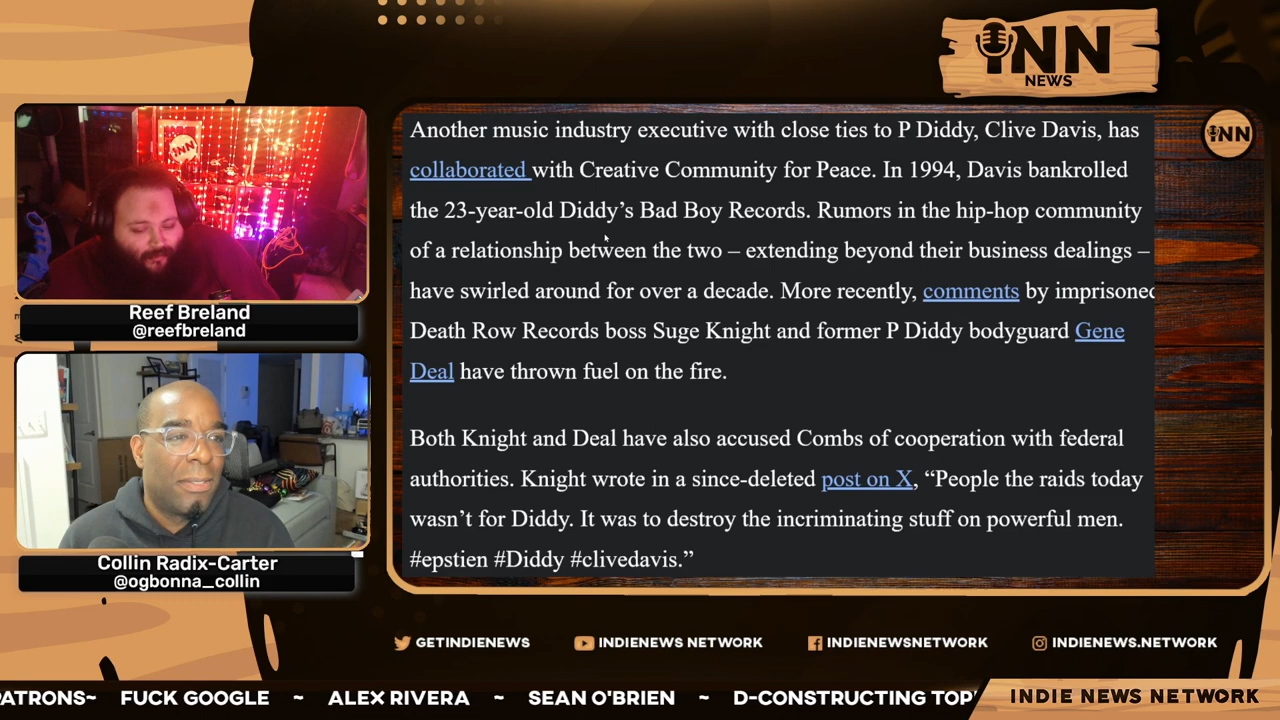 iNN
NEWS
Another music industry executive with close ties to P Diddy, Clive Davis, has
collaborated with Creative Community for Peace. In 1994, Davis bankrolled
the 23-year-old Diddy’s Bad Boy Records. Rumors in the hip-hop community
of a relationship between the two – extending beyond their business dealings –
have swirled around for over a decade. More recently, comments by imprisoned
Death Row Records boss Suge Knight and former P Diddy bodyguard Gene
Deal have thrown fuel on the fire.
Both Knight and Deal have also accused Combs of cooperation with federal
authorities. Knight wrote in a since-deleted post on X, “People the raids today
wasn’t for Diddy. It was to destroy the incriminating stuff on powerful men.
#epstien #Diddy #clivedavis.”
iNN
iNN
Reef Breland
@reefbreland
Collin Radix-Carter
@ogbonna_collin
GETINDIENEWS INDIENEWS NETWORK INDIENEWSNETWORK INDIENEWS.NETWORK
PATRONS~ FUCK GOOGLE ~ ALEX RIVERA ~ SEAN O'BRIEN ~ D-CONSTRUCTING TOP
INDIE NEWS NETWORK